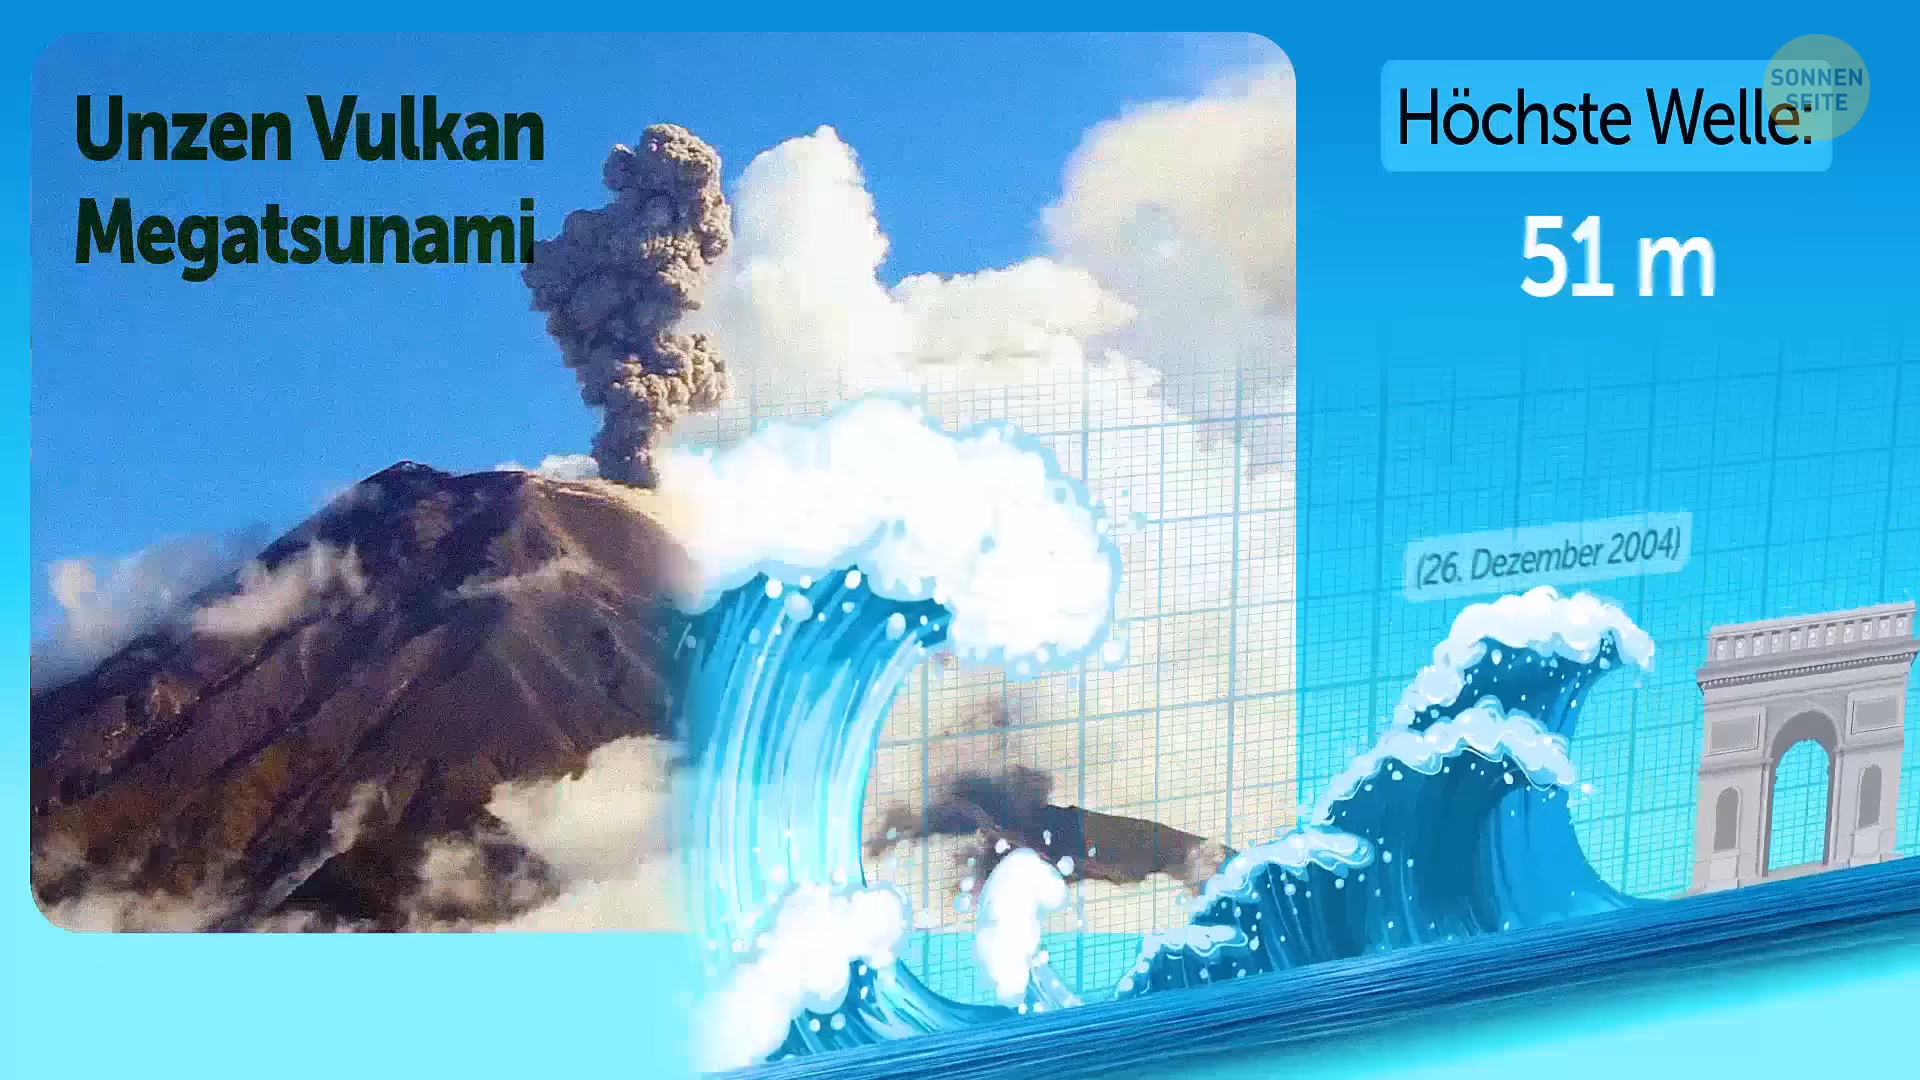 Unzen Vulkan
Megatsunami
Höchste Welle:
51 m
SONNEN
SEITE
(26. Dezember 2004)